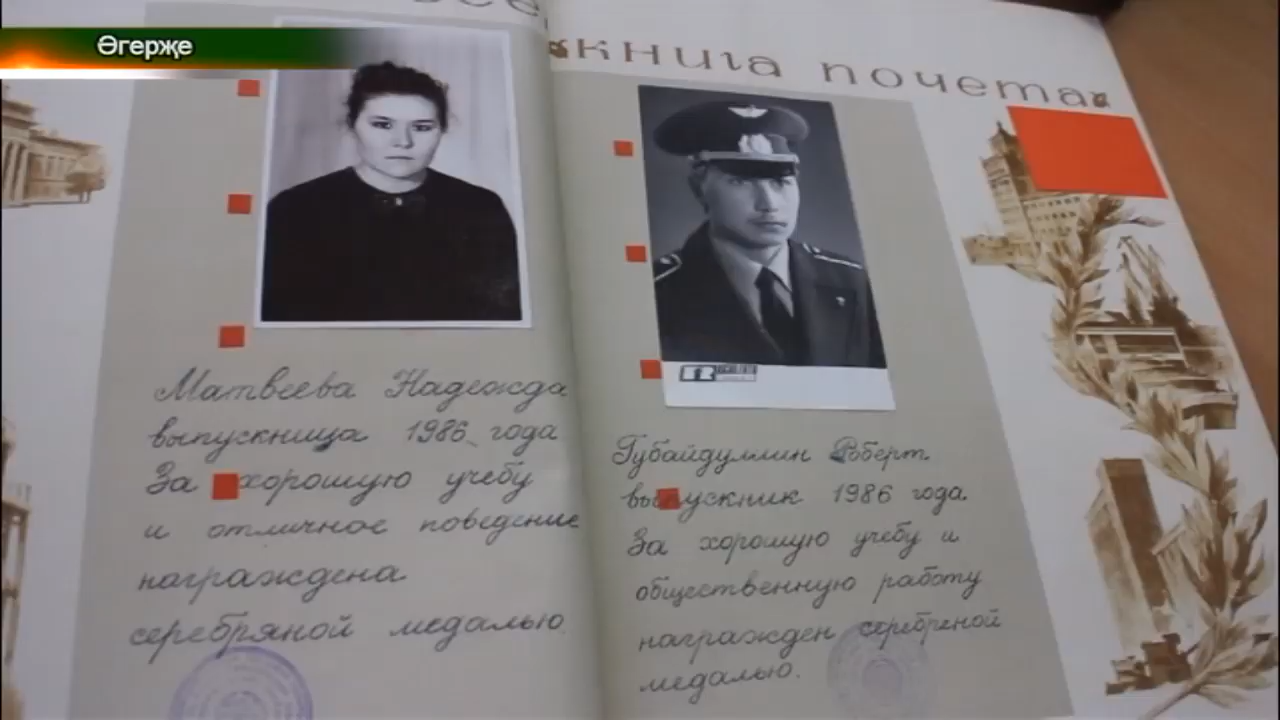 Өгерҗе
книга почета
Матвеева Надежда
выпускница 1986 года
За хорошую учебу
и отличное поведение
награждена
серебряной медалью.
Губайдуллин Роберт.
выпускник 1986 года.
За хорошую учебу и
общественную работу
награжден серебреной
медалью.